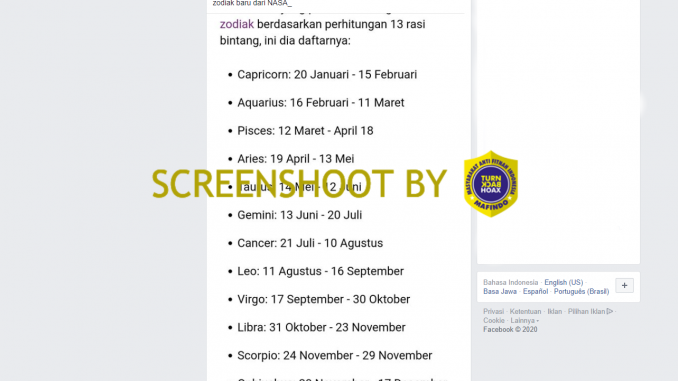 zodiak baru dari NASA_
zodiak berdasarkan perhitungan 13 rasi
bintang, ini dia daftarnya:
• Capricorn: 20 Januari - 15 Februari
• Aquarius: 16 Februari - 11 Maret
• Pisces: 12 Maret - April 18
• Aries: 19 April - 13 Mei
• Taurus: 14 Mei - 12 Juni
SCREENSHOOT BY
MASYARAKAT ANTI FITNAH INDONESIA
TURN
BACK
HOAX
MAFINDO
• Gemini: 13 Juni - 20 Juli
• Cancer: 21 Juli - 10 Agustus
• Leo: 11 Agustus - 16 September
• Virgo: 17 September - 30 Oktober
• Libra: 31 Oktober - 23 November
• Scorpio: 24 November - 29 November
Bahasa Indonesia · English (US)
Basa Jawa · Español · Português (Brasil)
+
Privasi · Ketentuan · Iklan · Pilihan Iklan
Cookie · Lainnya
Facebook © 2020